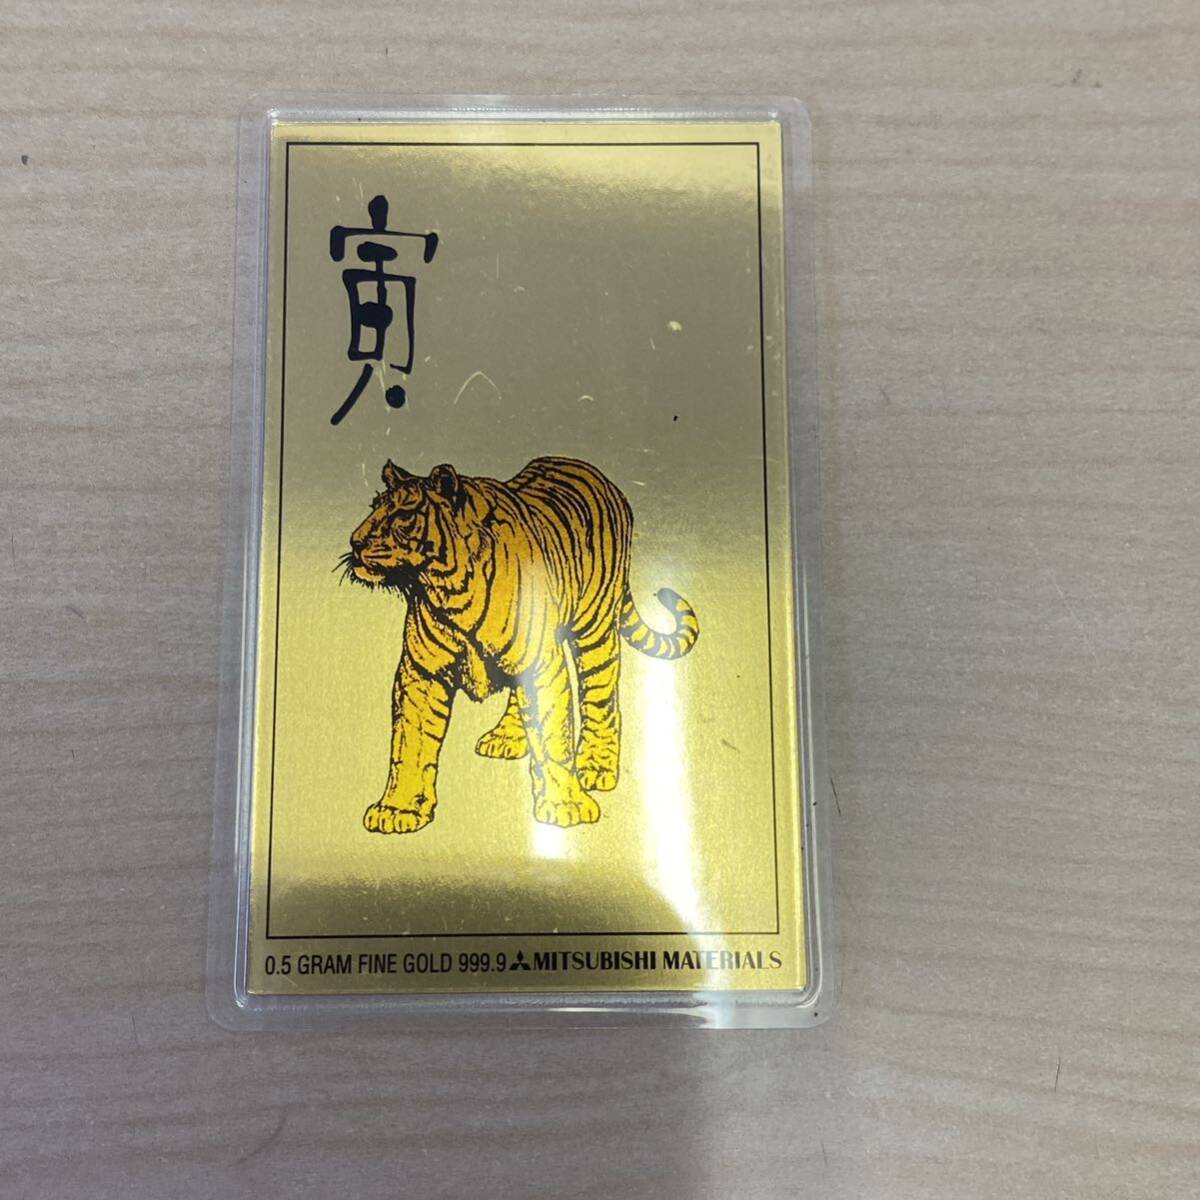 寅
0.5 GRAM FINE GOLD 999.9 MITSUBISHI MATERIALS